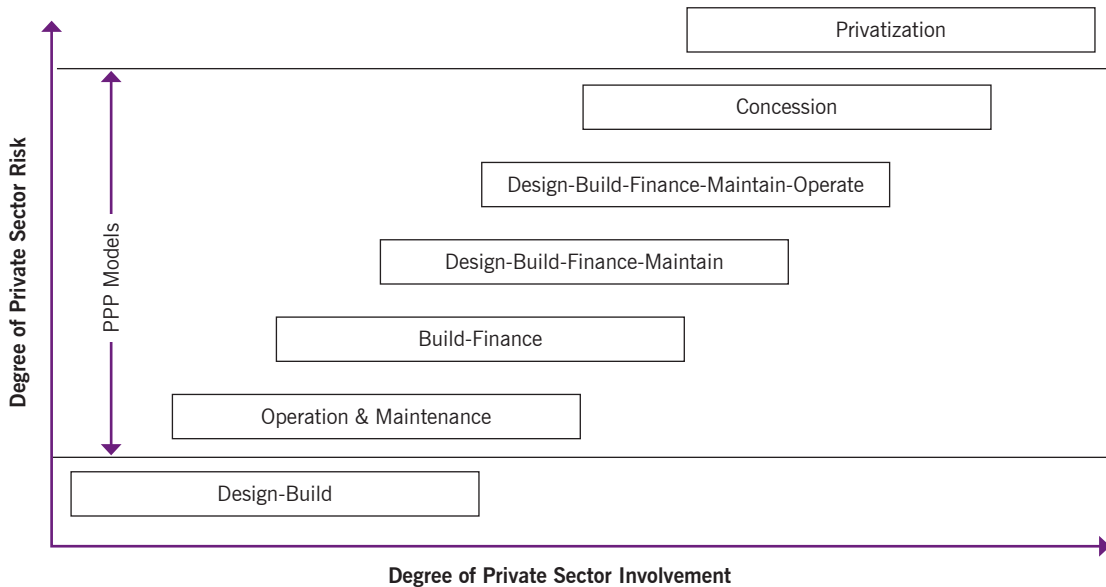 Privatization
Concession
Design-Build-Finance-Maintain-Operate
Design-Build-Finance-Maintain
Build-Finance
Operation & Maintenance
Design-Build
PPP Models
Degree of Private Sector Risk
Degree of Private Sector Involvement